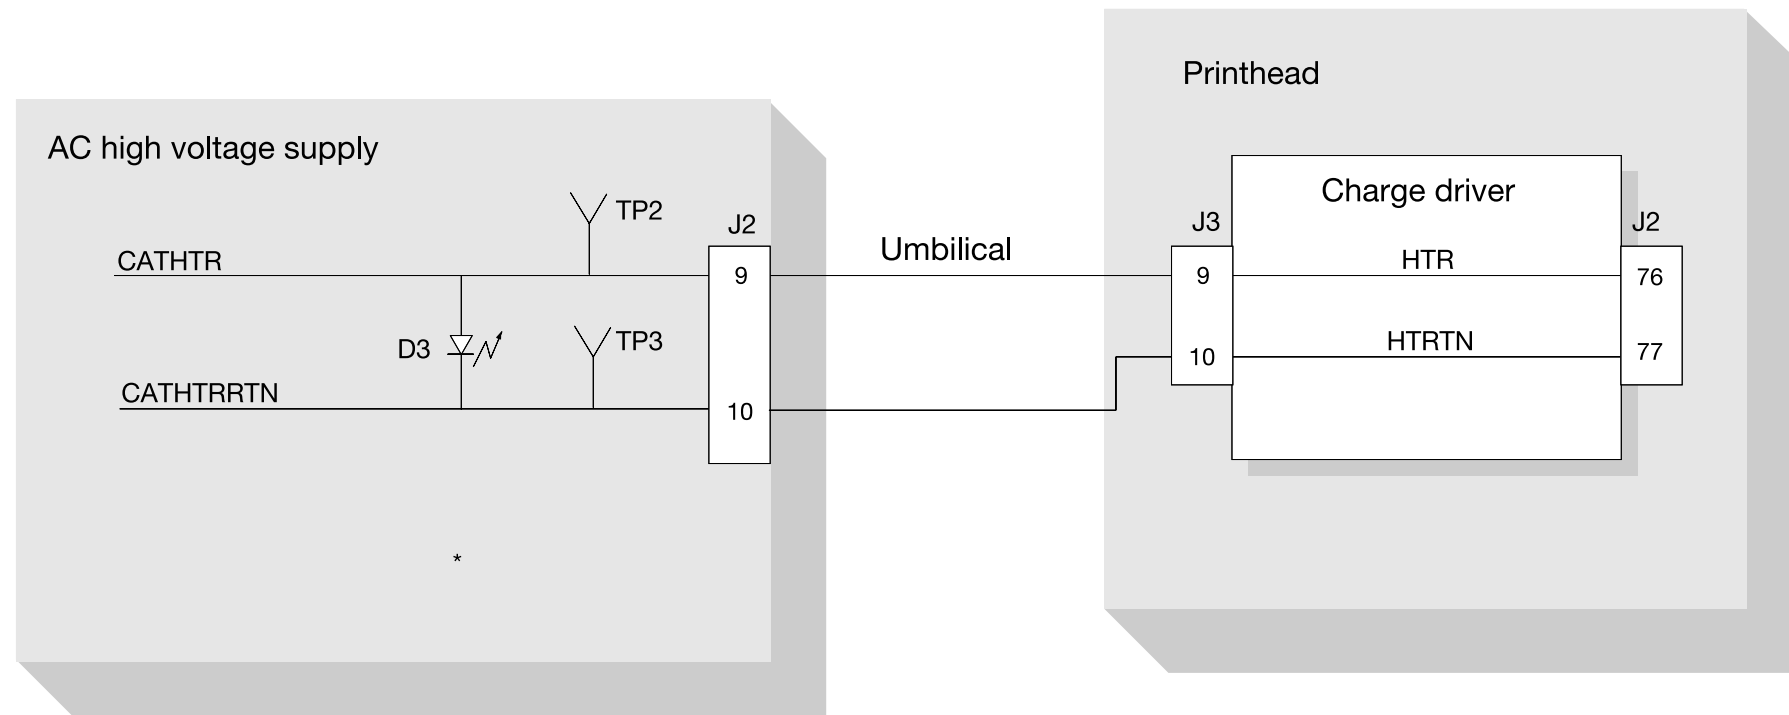 Printhead
AC high voltage supply
Charge driver
TP2
J2
J3
J2
CATHTR
Umbilical
HTR
9
9
76
D3
TP3
HTRTN
10
77
CATHTRRTN
10
*